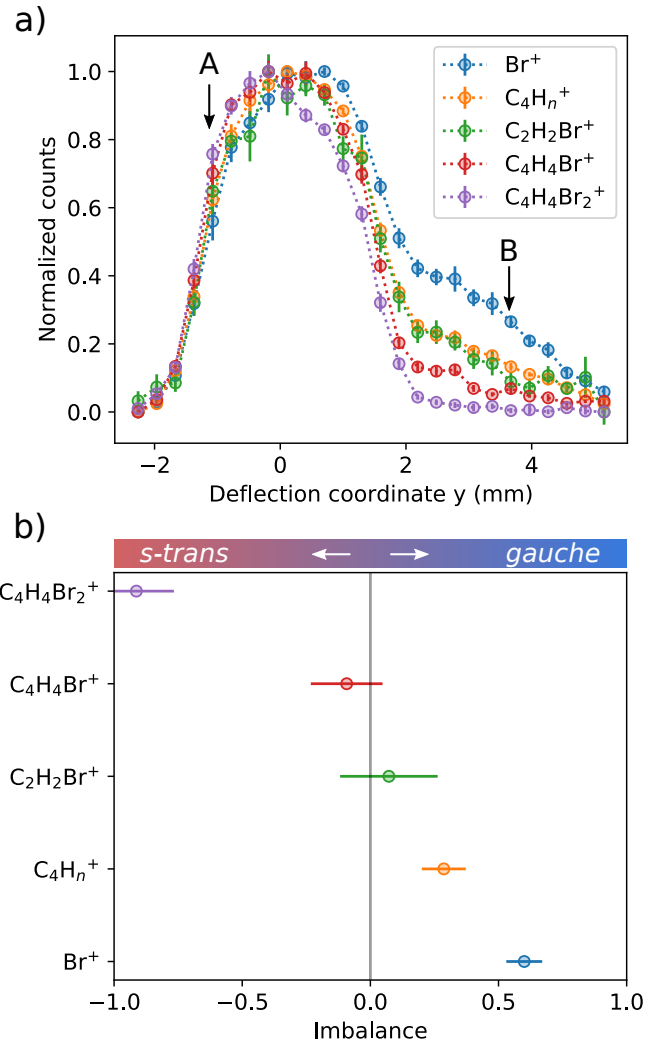 a)
A
B
Br⁺
C₄Hₙ⁺
C₂H₂Br⁺
C₄H₄Br⁺
C₄H₄Br₂⁺
Normalized counts
1.0
0.8
0.6
0.4
0.2
0.0
−2 0 2 4
Deflection coordinate y (mm)
b)
s-trans gauche
C₄H₄Br₂⁺
C₄H₄Br⁺
C₂H₂Br⁺
C₄Hₙ⁺
Br⁺
−1.0 −0.5 0.0 0.5 1.0
Imbalance